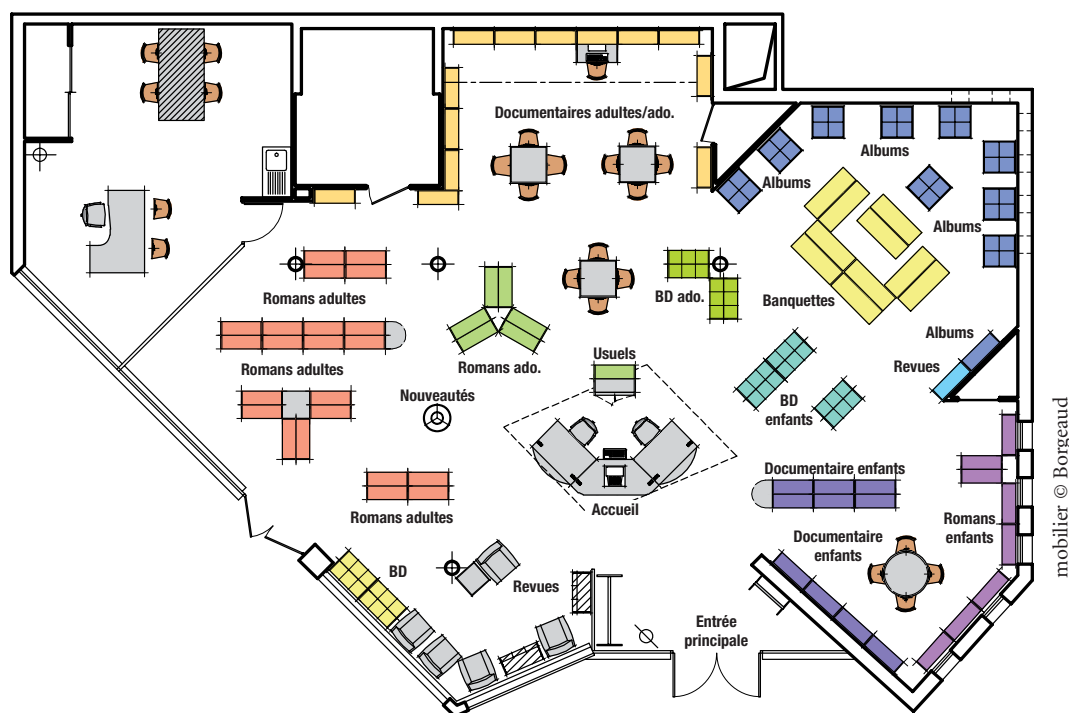 Documentaires adultes/ado.
Albums
Albums
Albums
Romans adultes
BD ado.
Banquettes
Romans adultes
Romans ado.
Usuels
Albums
Revues
Nouveautés
BD
enfants
Romans adultes
Accueil
Documentaire enfants
Documentaire
enfants
Romans
enfants
BD
Revues
Entrée
principale
mobilier © Borgeaud